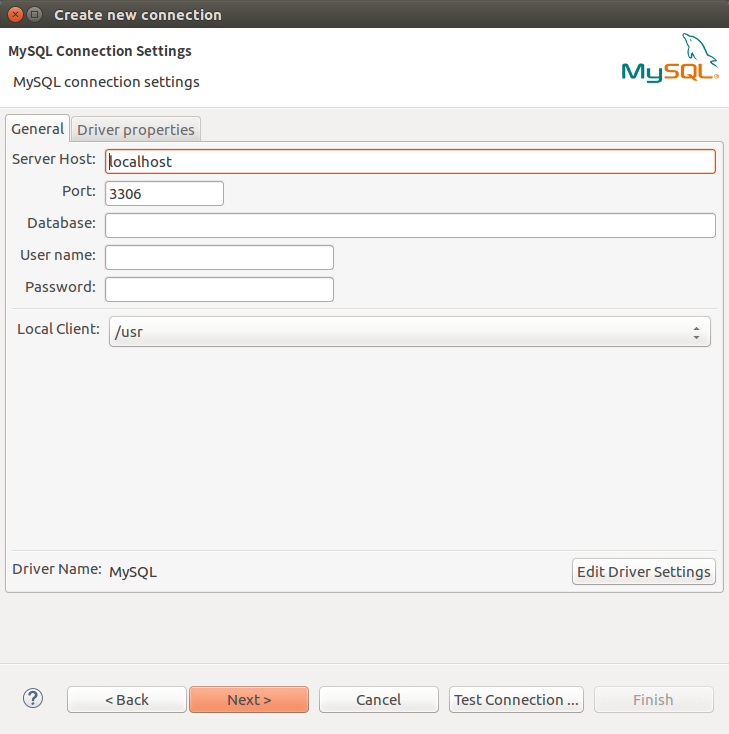 Create new connection
MySQL Connection Settings
MySQL connection settings
MySQL®
General Driver properties
Server Host: localhost
Port: 3306
Database:
User name:
Password:
Local Client: /usr
Driver Name: MySQL Edit Driver Settings
? < Back Next > Cancel Test Connection ... Finish